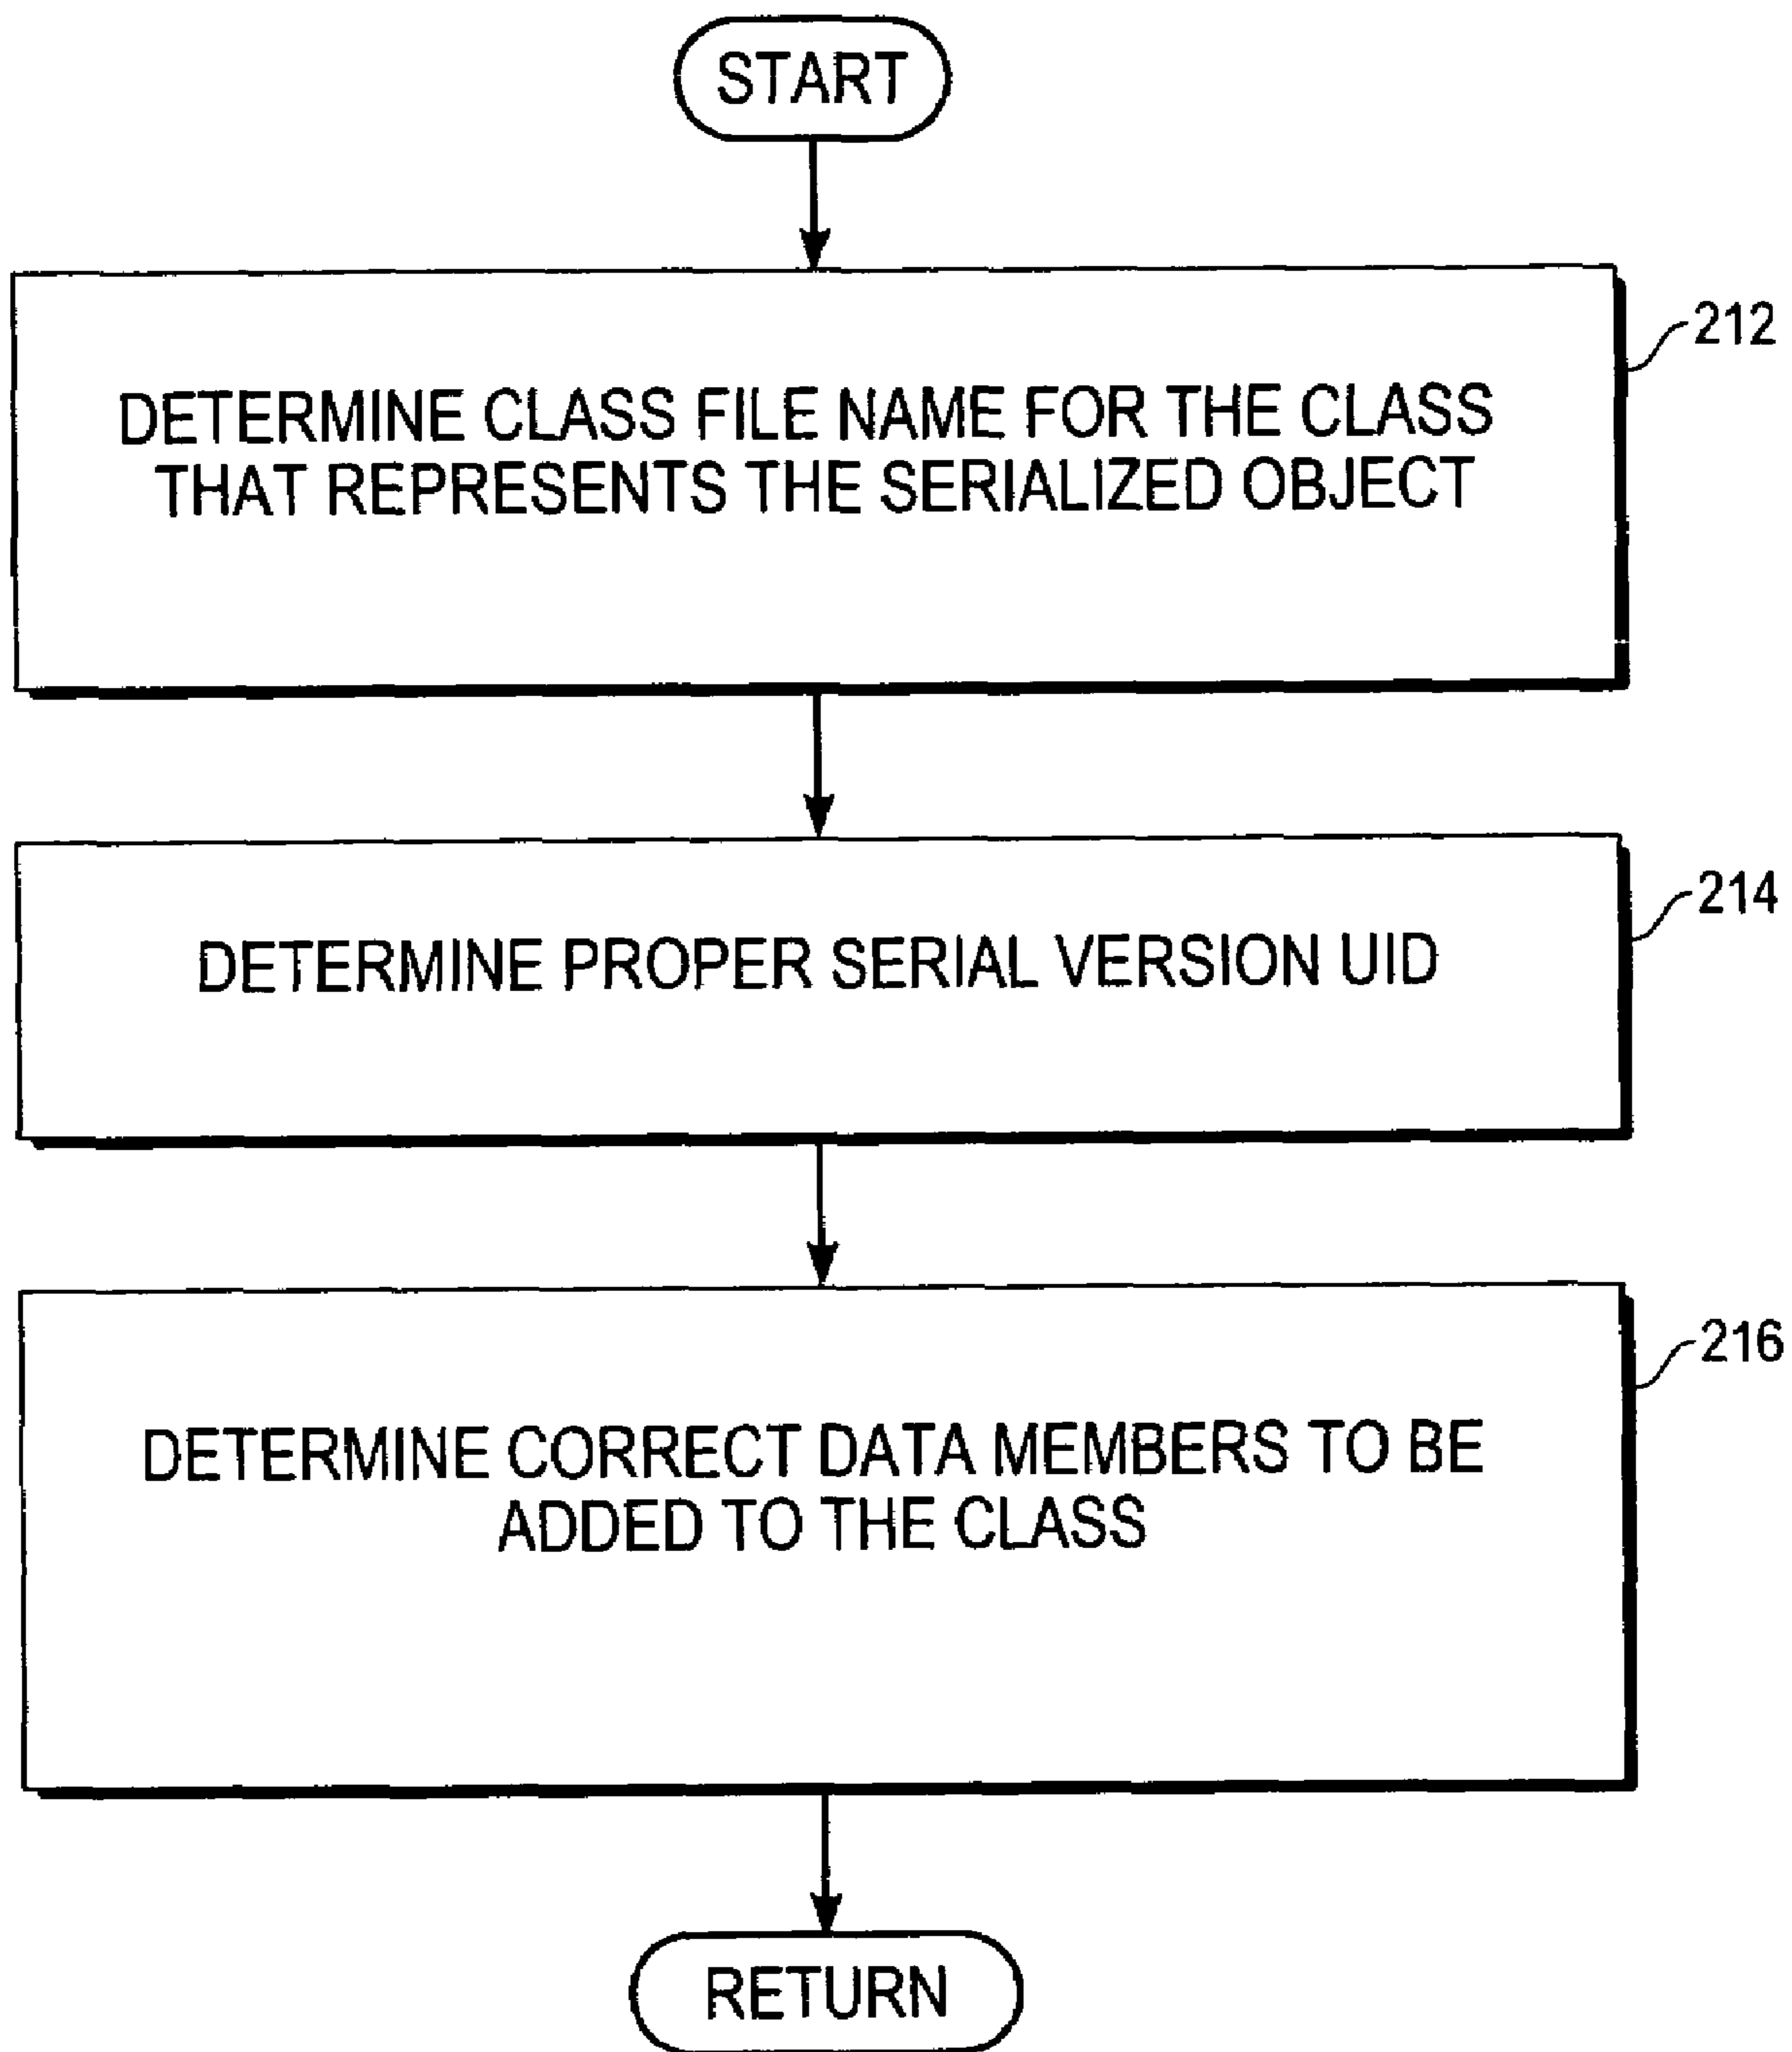 START
212
DETERMINE CLASS FILE NAME FOR THE CLASS
THAT REPRESENTS THE SERIALIZED OBJECT
214
DETERMINE PROPER SERIAL VERSION UID
216
DETERMINE CORRECT DATA MEMBERS TO BE
ADDED TO THE CLASS
RETURN